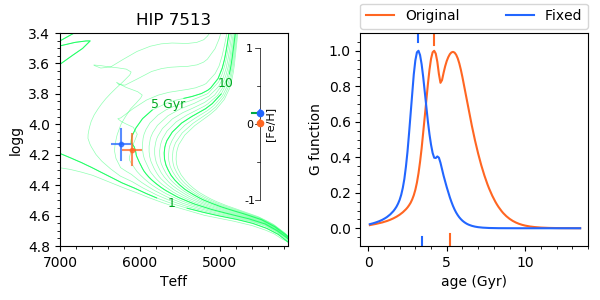 HIP 7513
Original Fixed
3.4
3.6
3.8
4.0
4.2
4.4
4.6
4.8
logg
7000 6000 5000
Teff
5 Gyr
10
1
1
0
-1
[Fe/H]
1.0
0.8
0.6
0.4
0.2
0.0
G function
0 5 10
age (Gyr)